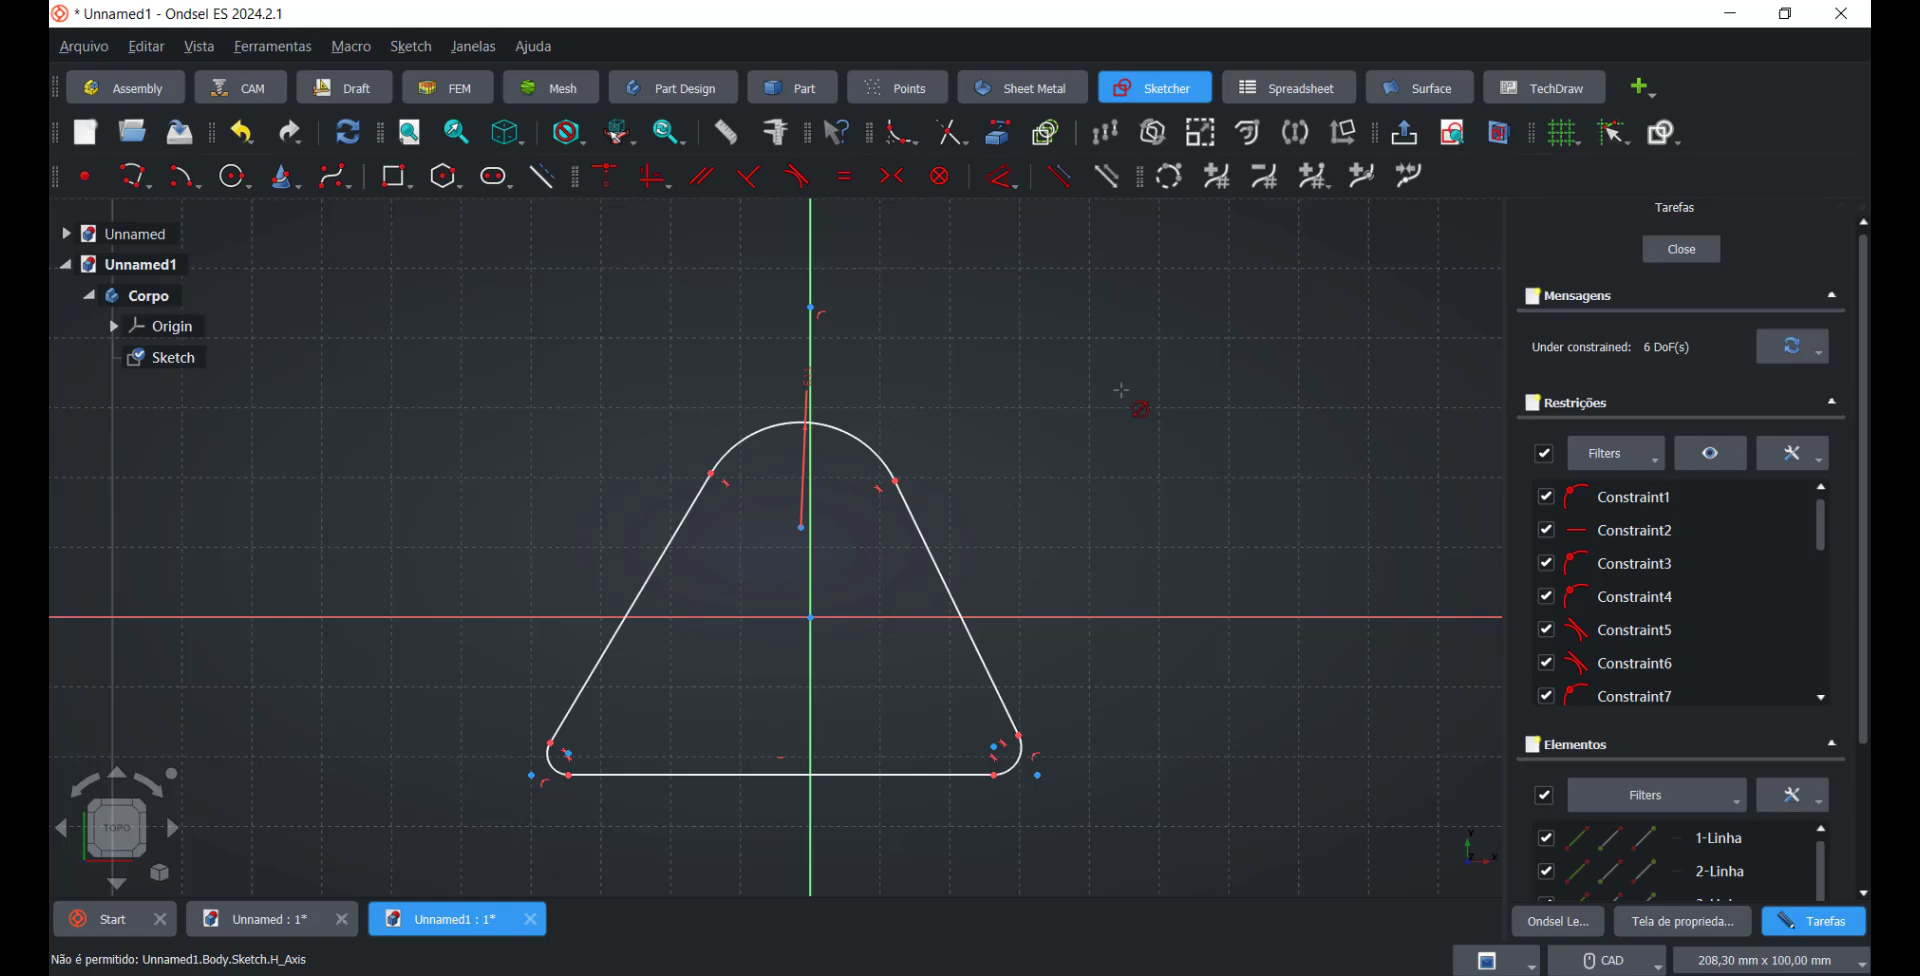 * Unnamed1 - Ondsel ES 2024.2.1
Arquivo Editar Vista Ferramentas Macro Sketch Janelas Ajuda
Assembly CAM Draft FEM Mesh Part Design Part Points Sheet Metal Sketcher Spreadsheet Surface TechDraw
Unnamed
Unnamed1
Corpo
Origin
Sketch
TOPO
Y
X
Z
Tarefas
Close
Mensagens
Under constrained: 6 DoF(s)
Restrições
Filters
Constraint1
Constraint2
Constraint3
Constraint4
Constraint5
Constraint6
Constraint7
Elementos
Filters
1-Linha
2-Linha
Start Unnamed : 1* Unnamed1 : 1*
Ondsel Le... Tela de proprieda... Tarefas
Não é permitido: Unnamed1.Body.Sketch.H_Axis
CAD 208,30 mm x 100,00 mm